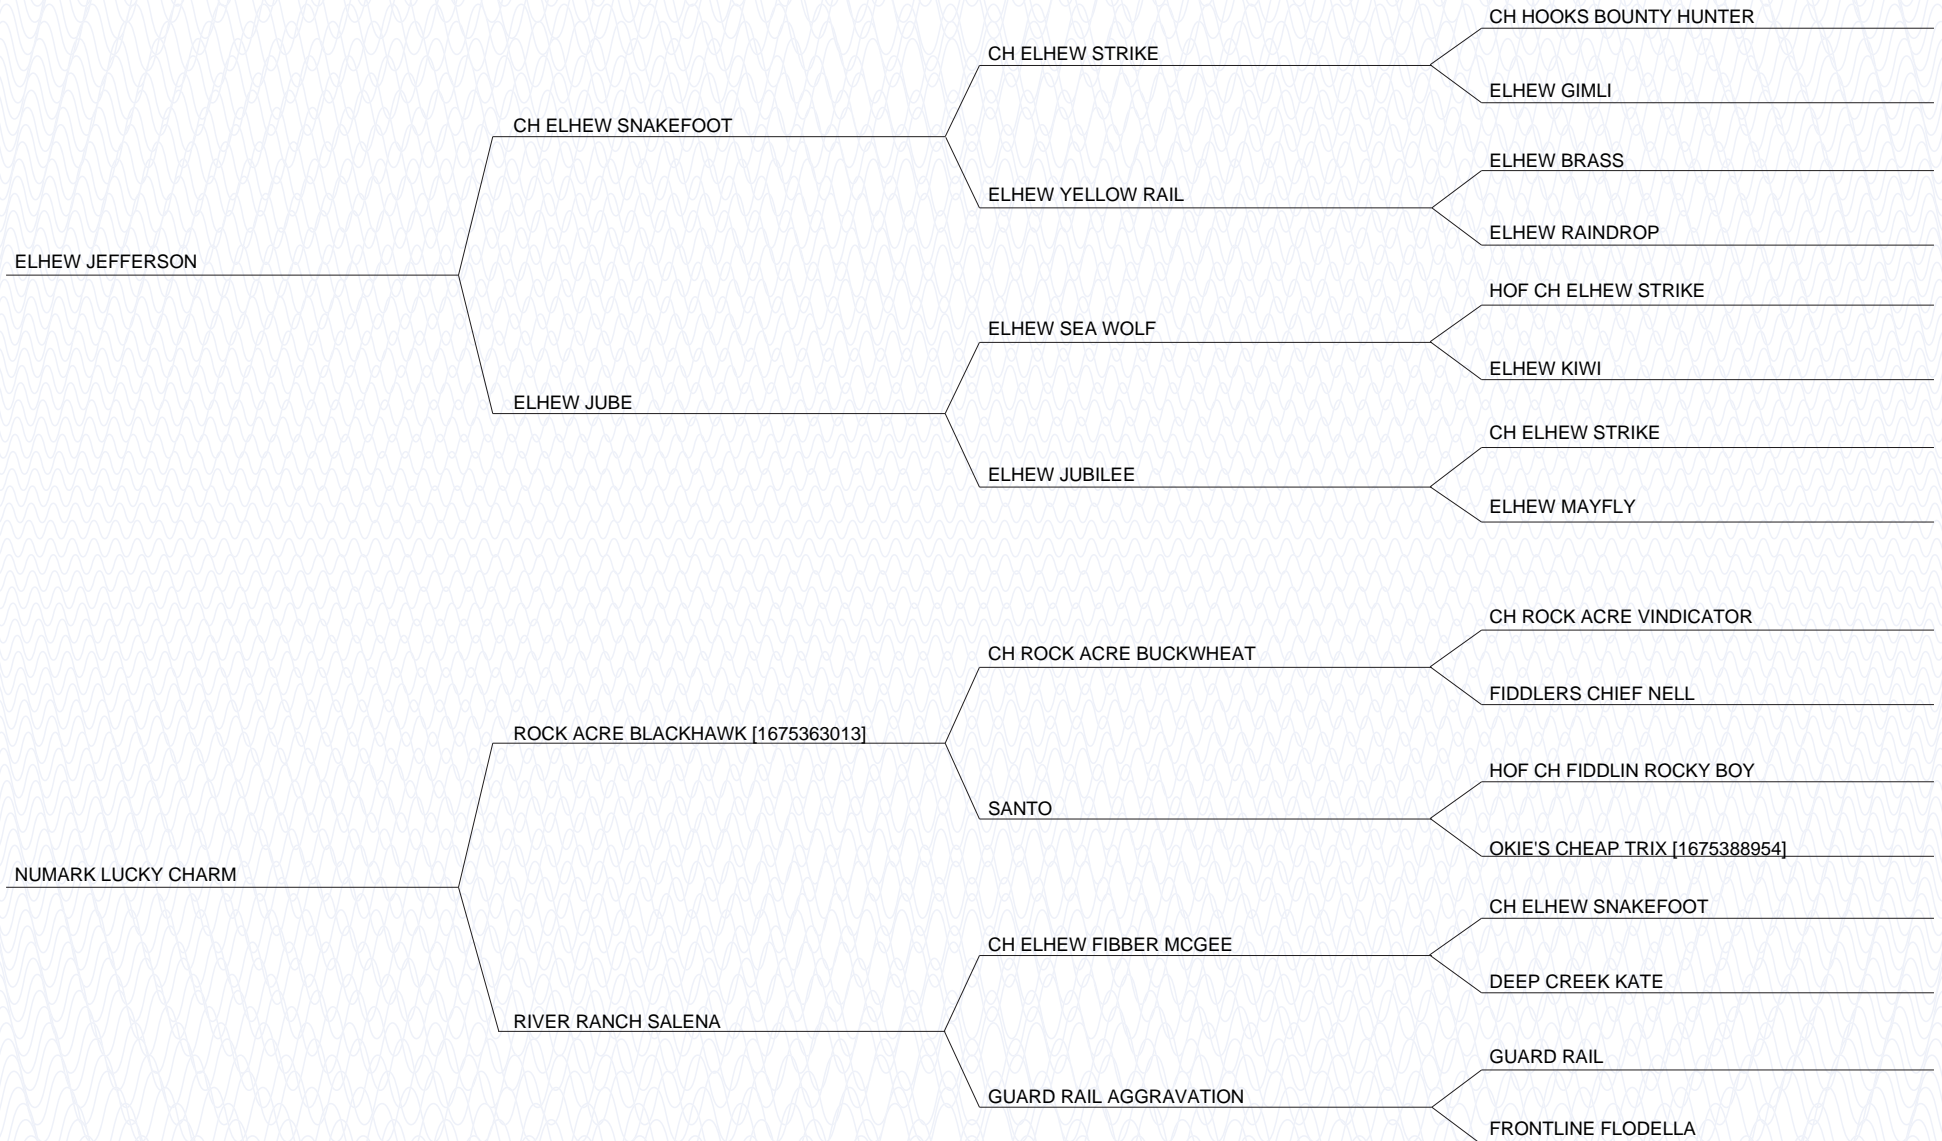 CH HOOKS BOUNTY HUNTER
CH ELHEW STRIKE
ELHEW GIMLI
CH ELHEW SNAKEFOOT
ELHEW BRASS
ELHEW YELLOW RAIL
ELHEW RAINDROP
ELHEW JEFFERSON
HOF CH ELHEW STRIKE
ELHEW SEA WOLF
ELHEW KIWI
ELHEW JUBE
CH ELHEW STRIKE
ELHEW JUBILEE
ELHEW MAYFLY
CH ROCK ACRE VINDICATOR
CH ROCK ACRE BUCKWHEAT
FIDDLERS CHIEF NELL
ROCK ACRE BLACKHAWK [1675363013]
HOF CH FIDDLIN ROCKY BOY
SANTO
OKIE'S CHEAP TRIX [1675388954]
NUMARK LUCKY CHARM
CH ELHEW SNAKEFOOT
CH ELHEW FIBBER MCGEE
DEEP CREEK KATE
RIVER RANCH SALENA
GUARD RAIL
GUARD RAIL AGGRAVATION
FRONTLINE FLODELLA